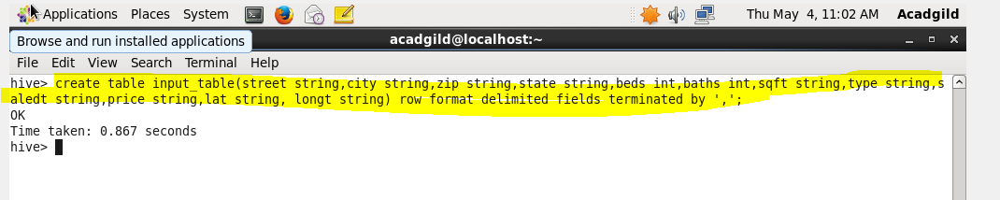 Applications Places System Thu May 4, 11:02 AM Acadgild
Browse and run installed applications acadgild@localhost:~
File Edit View Search Terminal Help
hive> create table input_table(street string,city string,zip string,state string,beds int,baths int,sqft string,type string,s
aledt string,price string,lat string, longt string) row format delimited fields terminated by ',';
OK
Time taken: 0.867 seconds
hive>